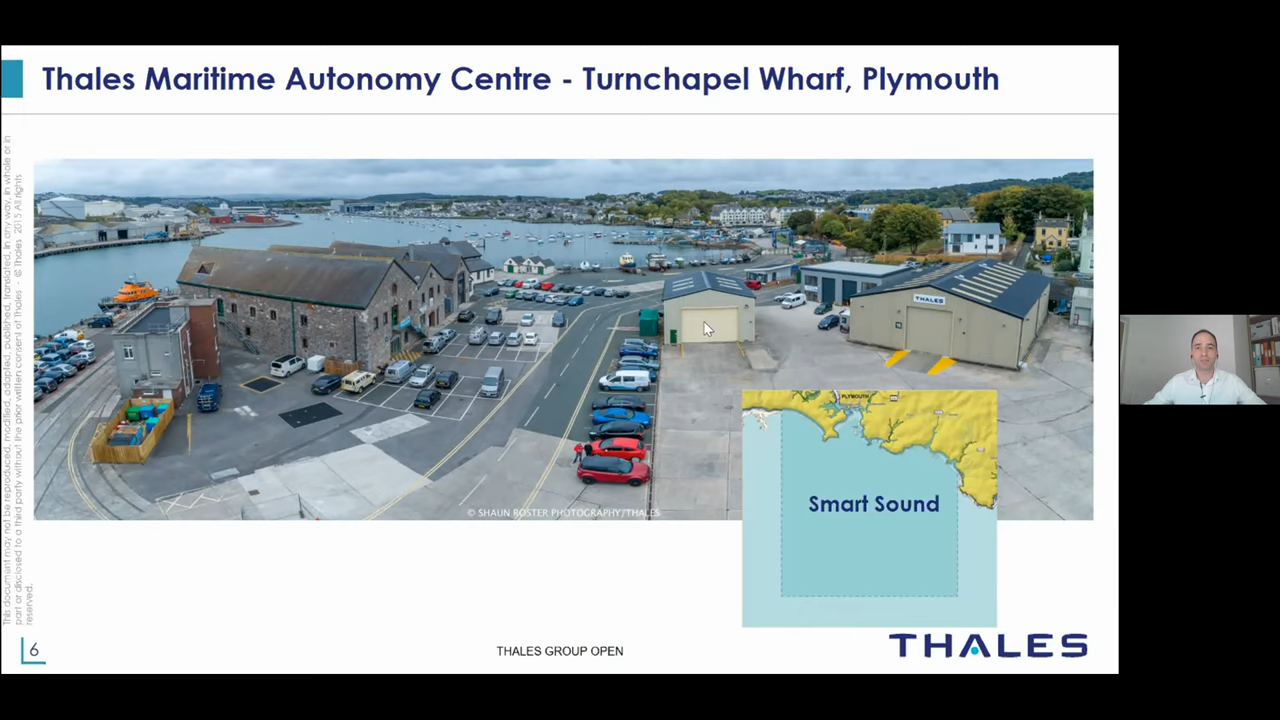 Thales Maritime Autonomy Centre - Turnchapel Wharf, Plymouth
This document may not be reproduced, modified, adapted, published, translated, in any way, in whole or in
part or disclosed to a third party without the prior written consent of Thales - © Thales 2015 All rights
reserved.
THALES
PLYMOUTH
Smart Sound
© SHAUN ROSTER PHOTOGRAPHY/THALES
6
THALES GROUP OPEN
THALES